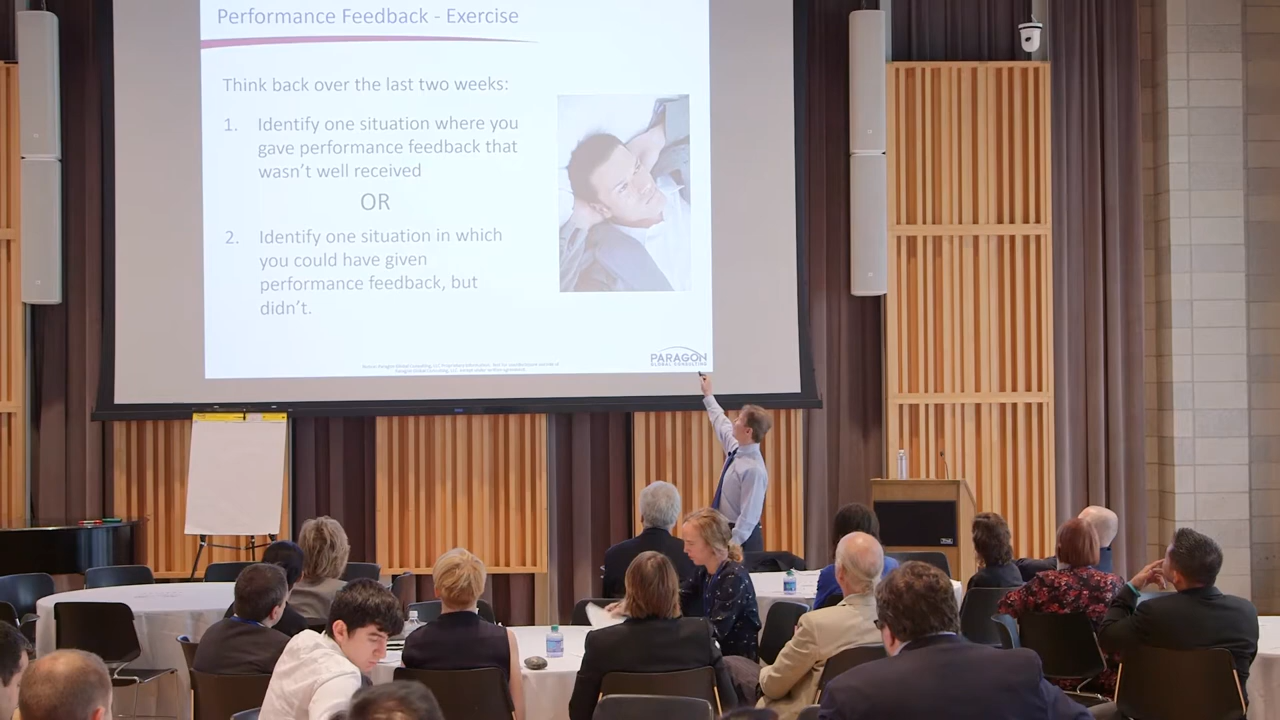 Performance Feedback - Exercise
Think back over the last two weeks:
1. Identify one situation where you
gave performance feedback that
wasn't well received
OR
2. Identify one situation in which
you could have given
performance feedback, but
didn't.
PARAGON
GLOBAL CONSULTING